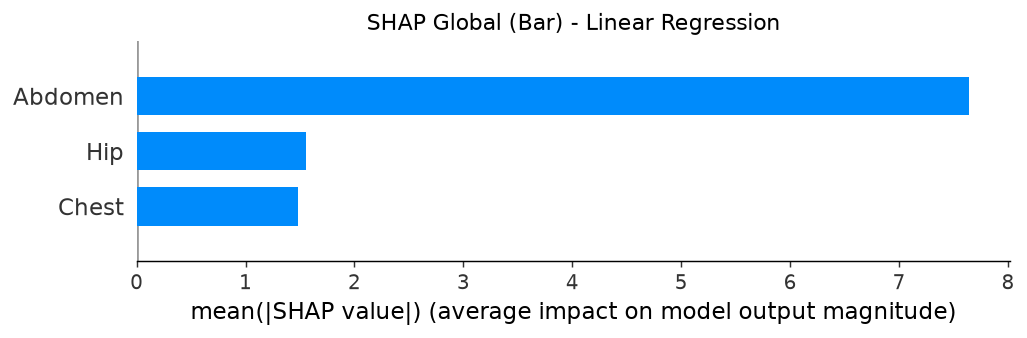 SHAP Global (Bar) - Linear Regression
Abdomen
Hip
Chest
0 1 2 3 4 5 6 7 8
mean(|SHAP value|) (average impact on model output magnitude)